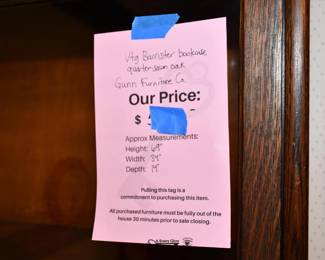 Vtg Barrister bookcase
quarter-sawn oak
Gunn Furniture Co.
Our Price:
$
Approx Measurements:
Height: 69"
Width: 34"
Depth: 14"
Pulling this tag is a
commitment to purchasing this item.
All purchased furniture must be fully out of the
house 30 minutes prior to sale closing.